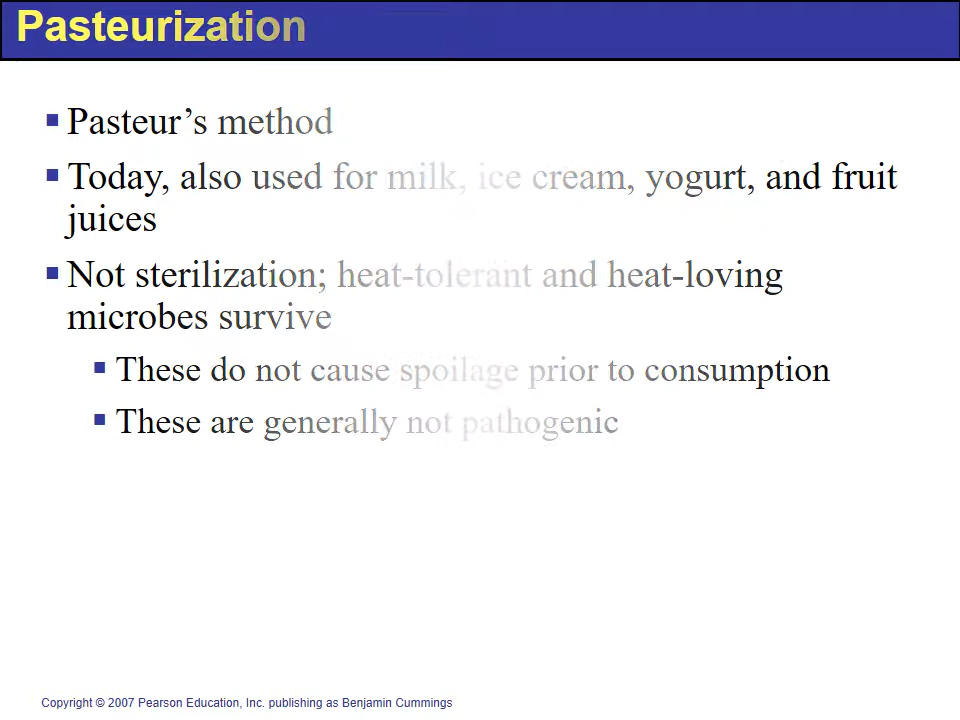 Pasteurization
Pasteur’s method
Today, also used for milk, ice cream, yogurt, and fruit
juices
Not sterilization; heat-tolerant and heat-loving
microbes survive
These do not cause spoilage prior to consumption
These are generally not pathogenic
Copyright © 2007 Pearson Education, Inc. publishing as Benjamin Cummings